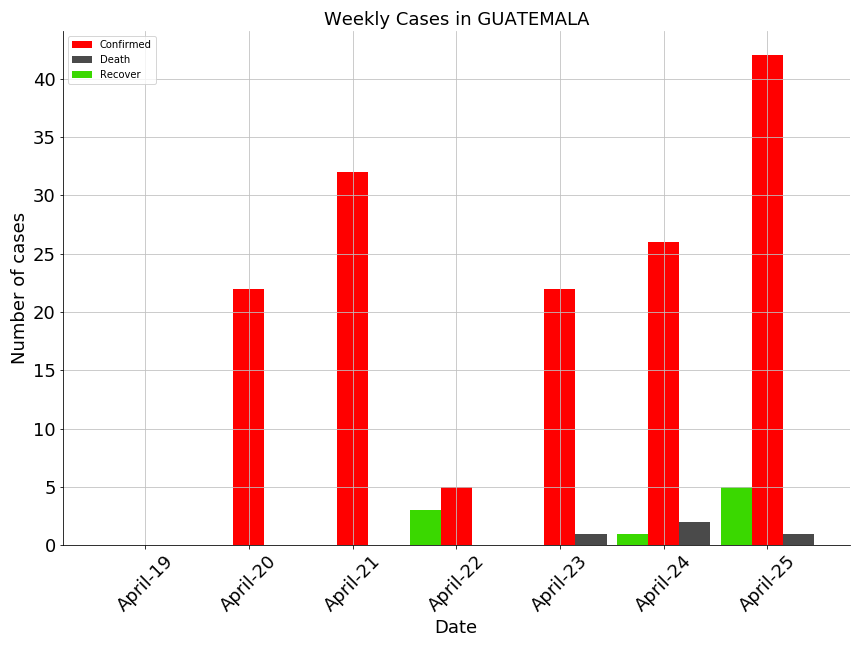 Weekly Cases in GUATEMALA
Confirmed
Death
Recover
40
35
30
25
20
15
10
5
0
Number of cases
April-19
April-20
April-21
April-22
April-23
April-24
April-25
Date